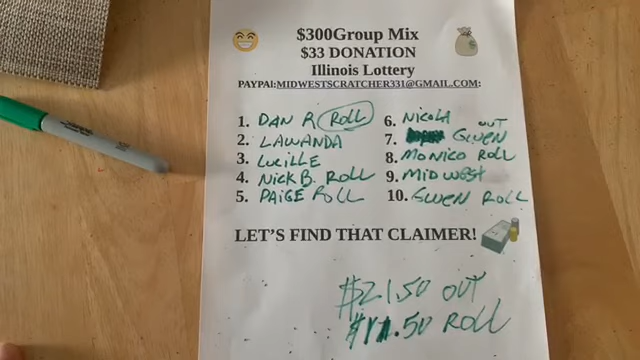 $300Group Mix
$33 DONATION
Illinois Lottery
PAYPAL:MIDWESTSCRATCHER331@GMAIL.COM:
1. DAN R ROLL
2. LAWANDA
3. LUCILLE
4. NICK B. ROLL
5. PAIGE ROLL
6. NICOLA OUT
7. GWEN
8. MONICO ROLL
9. MIDWEST
10. GWEN ROLL
LET'S FIND THAT CLAIMER!
$21.50 OUT
$11.50 ROLL